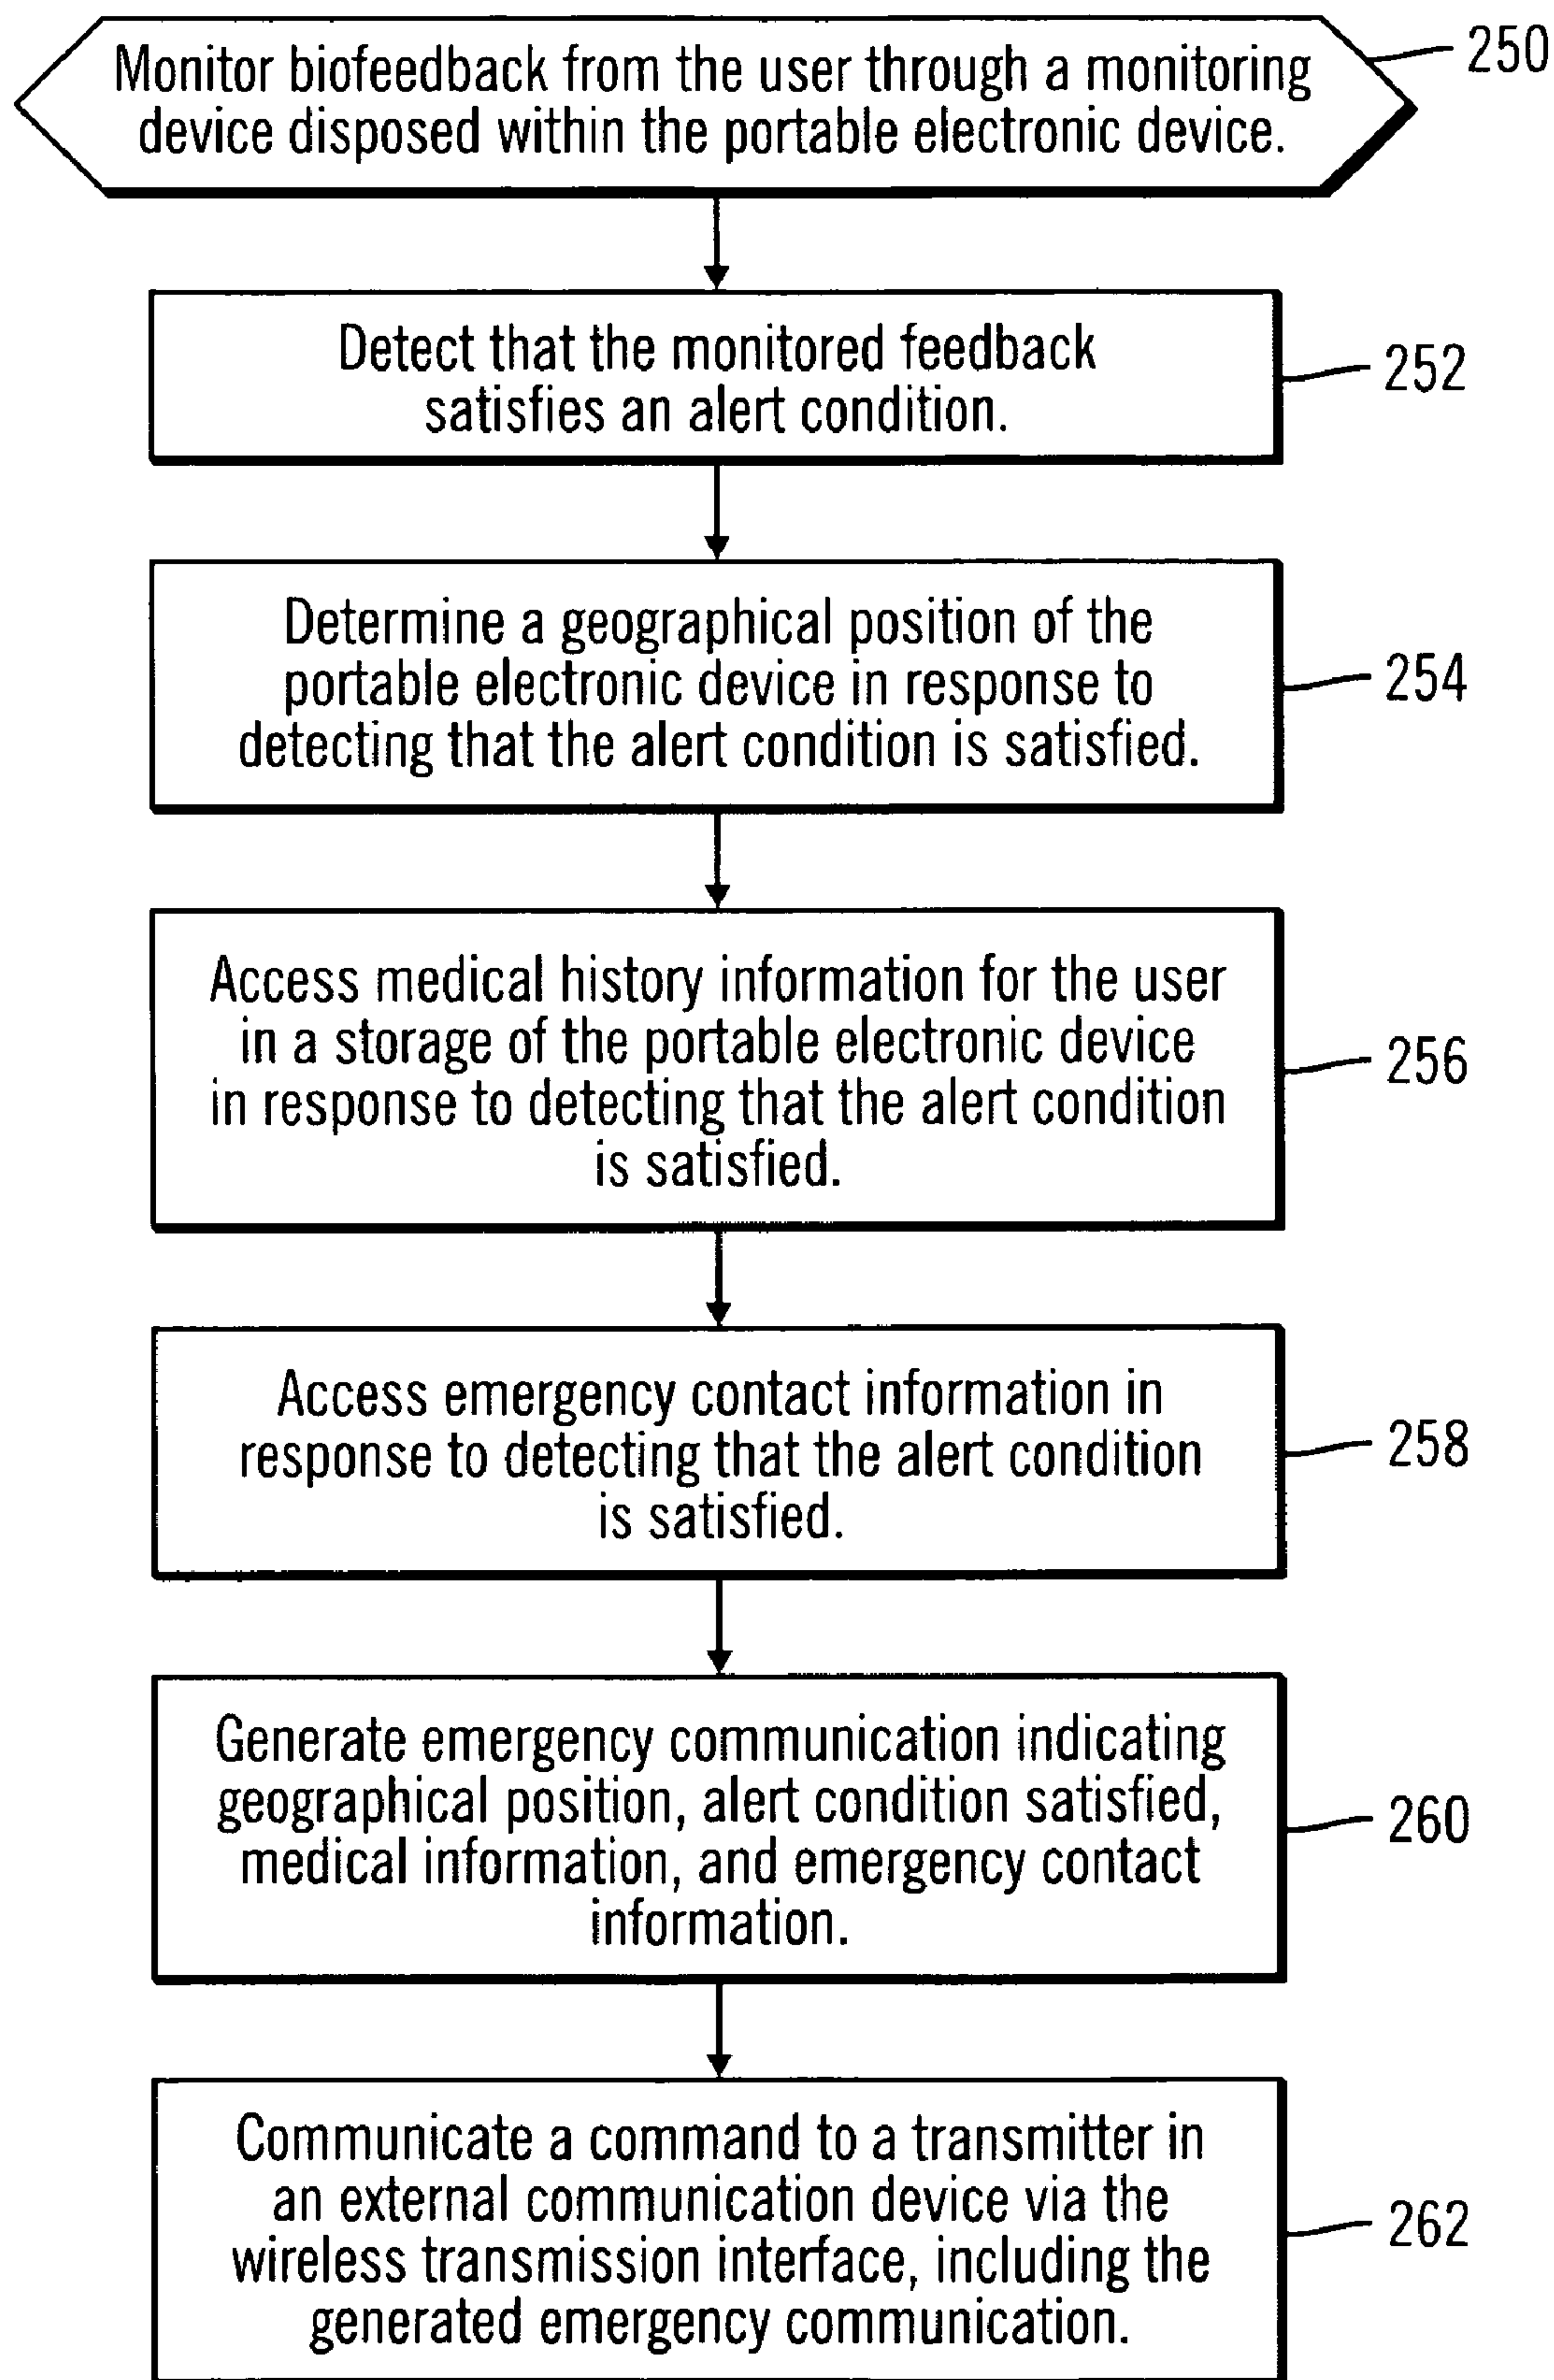 Monitor biofeedback from the user through a monitoring
device disposed within the portable electronic device.
250
Detect that the monitored feedback
satisfies an alert condition.
252
Determine a geographical position of the
portable electronic device in response to
detecting that the alert condition is satisfied.
254
Access medical history information for the user
in a storage of the portable electronic device
in response to detecting that the alert condition
is satisfied.
256
Access emergency contact information in
response to detecting that the alert condition
is satisfied.
258
Generate emergency communication indicating
geographical position, alert condition satisfied,
medical information, and emergency contact
information.
260
Communicate a command to a transmitter in
an external communication device via the
wireless transmission interface, including the
generated emergency communication.
262